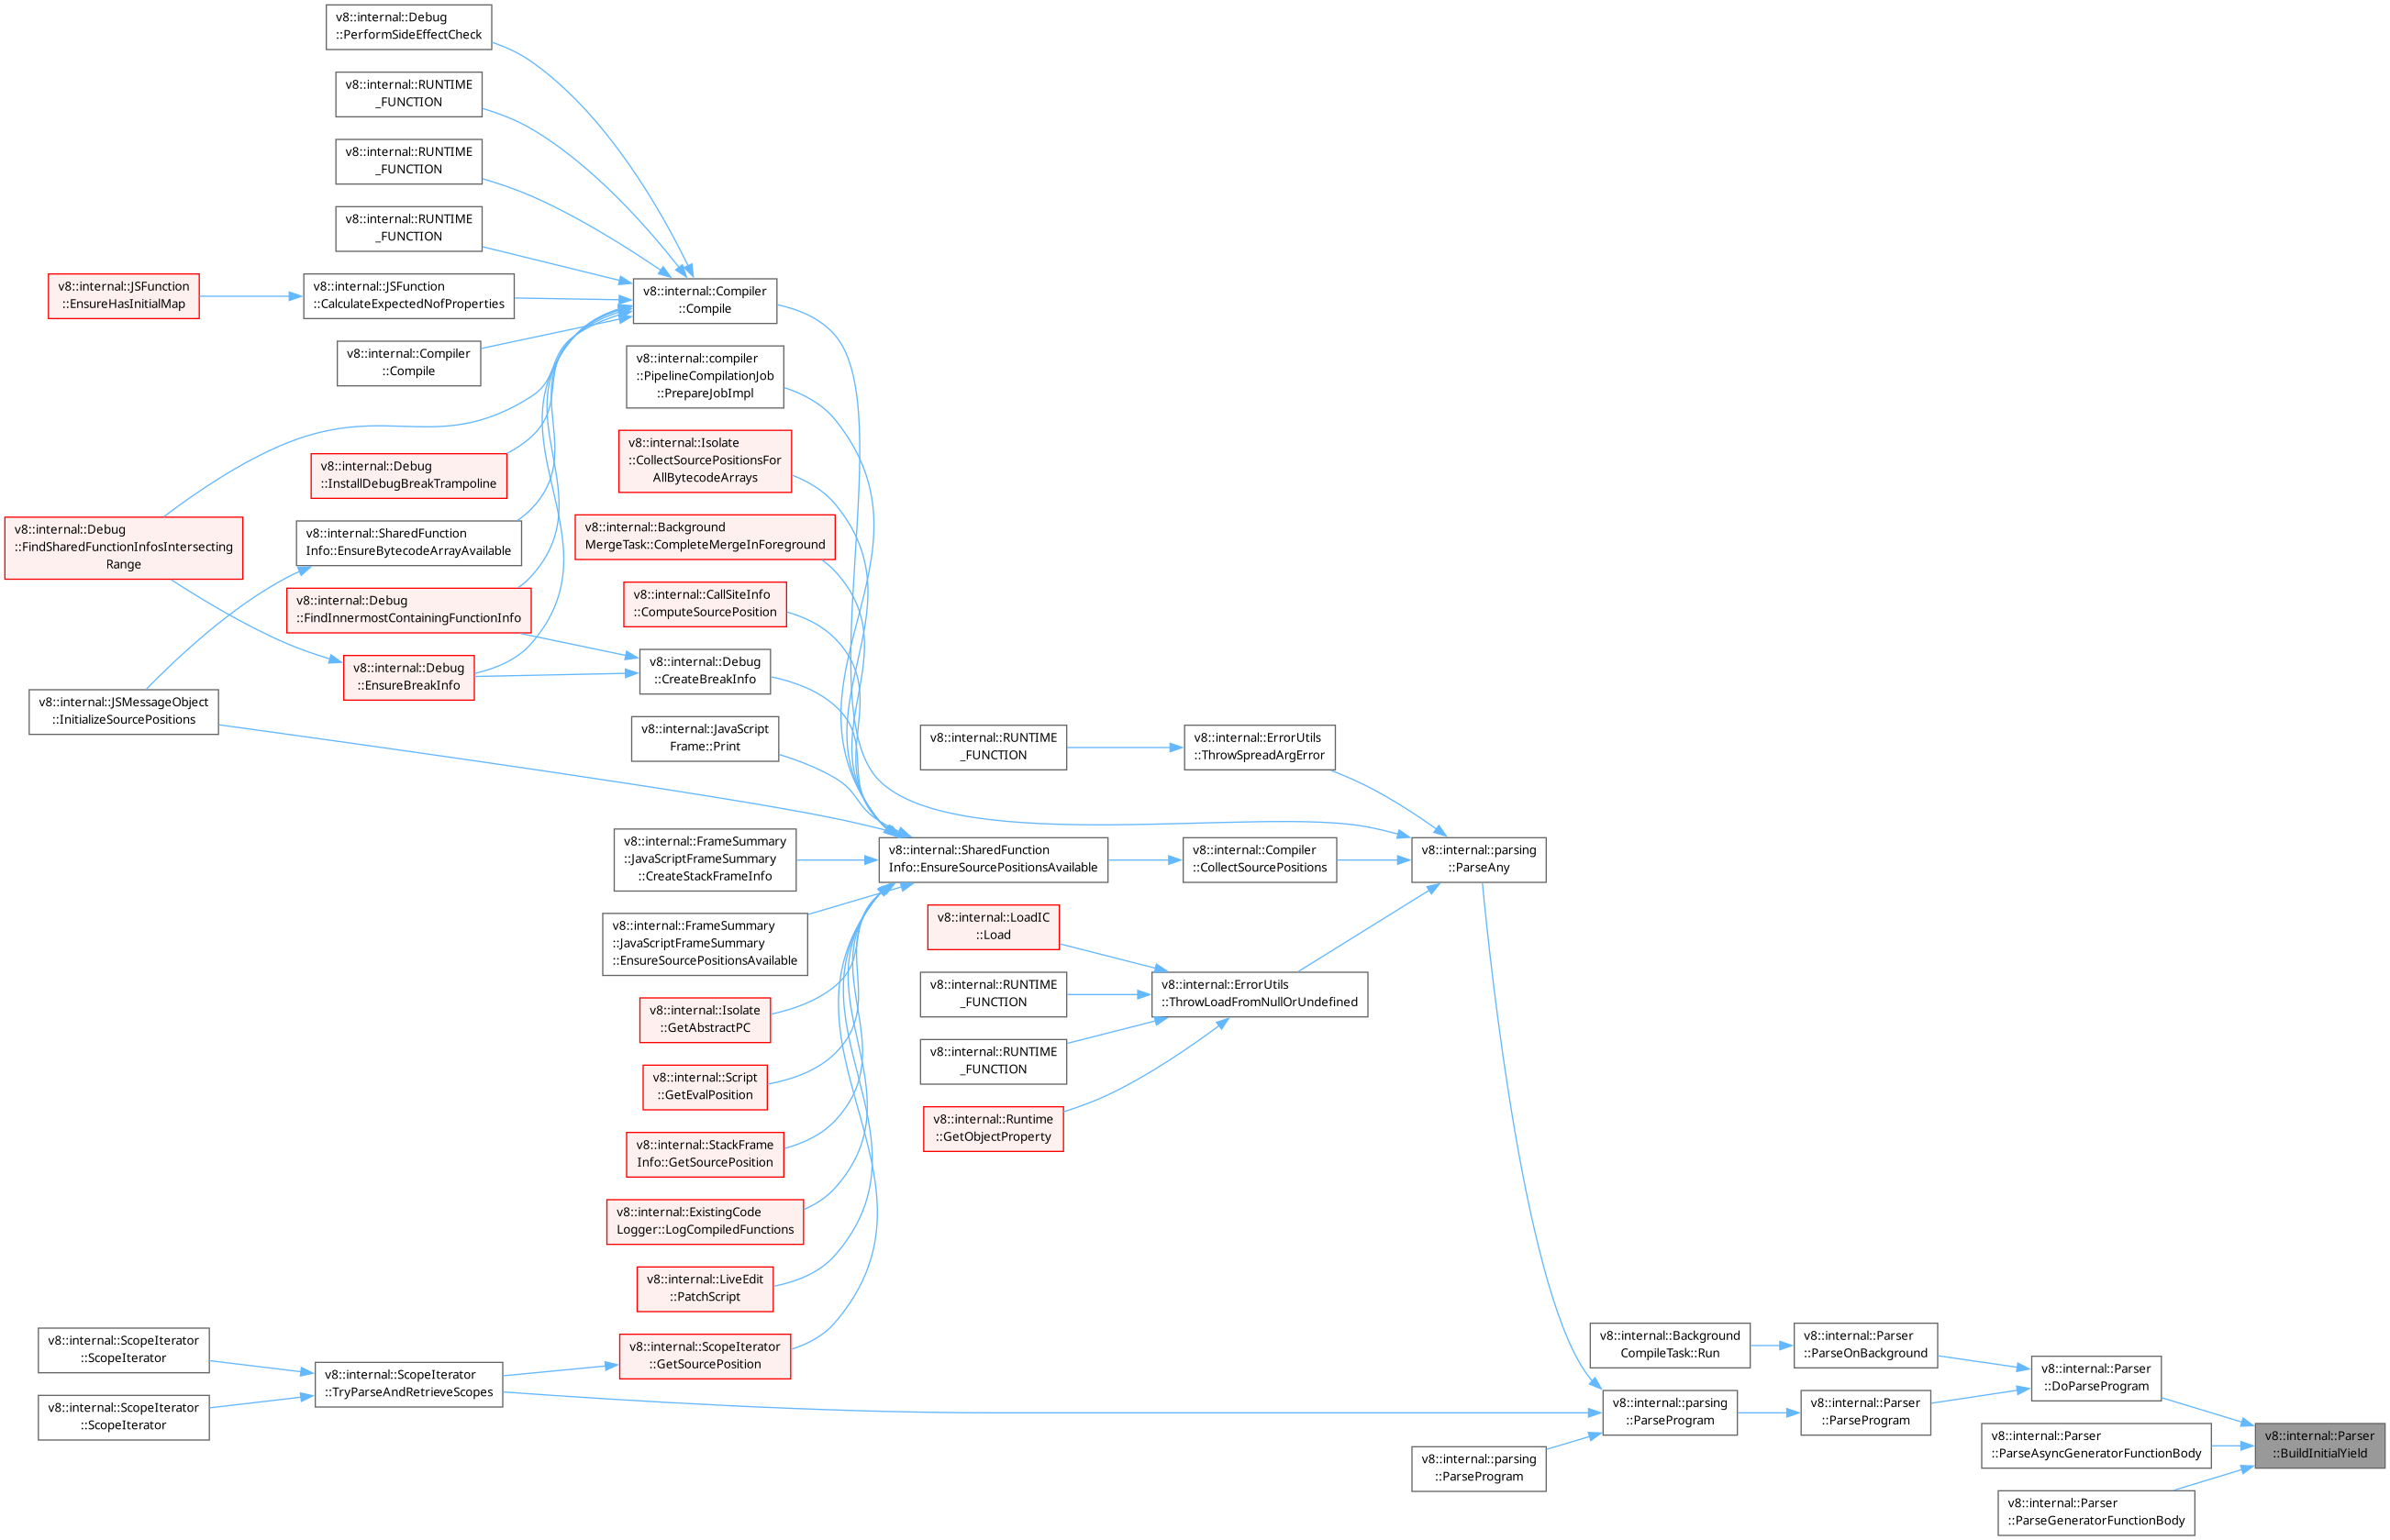 v8::internal::Debug
::PerformSideEffectCheck
v8::internal::RUNTIME
_FUNCTION
v8::internal::RUNTIME
_FUNCTION
v8::internal::RUNTIME
_FUNCTION
v8::internal::JSFunction
::EnsureHasInitialMap
v8::internal::JSFunction
::CalculateExpectedNofProperties
v8::internal::Compiler
::Compile
v8::internal::Compiler
::Compile
v8::internal::compiler
::PipelineCompilationJob
::PrepareJobImpl
v8::internal::Isolate
::CollectSourcePositionsFor
AllBytecodeArrays
v8::internal::Debug
::InstallDebugBreakTrampoline
v8::internal::Debug
::FindSharedFunctionInfosIntersecting
Range
v8::internal::SharedFunction
Info::EnsureBytecodeArrayAvailable
v8::internal::Background
MergeTask::CompleteMergeInForeground
v8::internal::Debug
::FindInnermostContainingFunctionInfo
v8::internal::CallSiteInfo
::ComputeSourcePosition
v8::internal::Debug
::EnsureBreakInfo
v8::internal::Debug
::CreateBreakInfo
v8::internal::JSMessageObject
::InitializeSourcePositions
v8::internal::JavaScript
Frame::Print
v8::internal::RUNTIME
_FUNCTION
v8::internal::ErrorUtils
::ThrowSpreadArgError
v8::internal::FrameSummary
::JavaScriptFrameSummary
::CreateStackFrameInfo
v8::internal::SharedFunction
Info::EnsureSourcePositionsAvailable
v8::internal::Compiler
::CollectSourcePositions
v8::internal::parsing
::ParseAny
v8::internal::FrameSummary
::JavaScriptFrameSummary
::EnsureSourcePositionsAvailable
v8::internal::LoadIC
::Load
v8::internal::RUNTIME
_FUNCTION
v8::internal::ErrorUtils
::ThrowLoadFromNullOrUndefined
v8::internal::Isolate
::GetAbstractPC
v8::internal::RUNTIME
_FUNCTION
v8::internal::Script
::GetEvalPosition
v8::internal::Runtime
::GetObjectProperty
v8::internal::StackFrame
Info::GetSourcePosition
v8::internal::ExistingCode
Logger::LogCompiledFunctions
v8::internal::LiveEdit
::PatchScript
v8::internal::ScopeIterator
::ScopeIterator
v8::internal::ScopeIterator
::GetSourcePosition
v8::internal::Background
CompileTask::Run
v8::internal::Parser
::ParseOnBackground
v8::internal::ScopeIterator
::TryParseAndRetrieveScopes
v8::internal::Parser
::DoParseProgram
v8::internal::ScopeIterator
::ScopeIterator
v8::internal::parsing
::ParseProgram
v8::internal::Parser
::ParseProgram
v8::internal::Parser
::ParseAsyncGeneratorFunctionBody
v8::internal::Parser
::BuildInitialYield
v8::internal::parsing
::ParseProgram
v8::internal::Parser
::ParseGeneratorFunctionBody